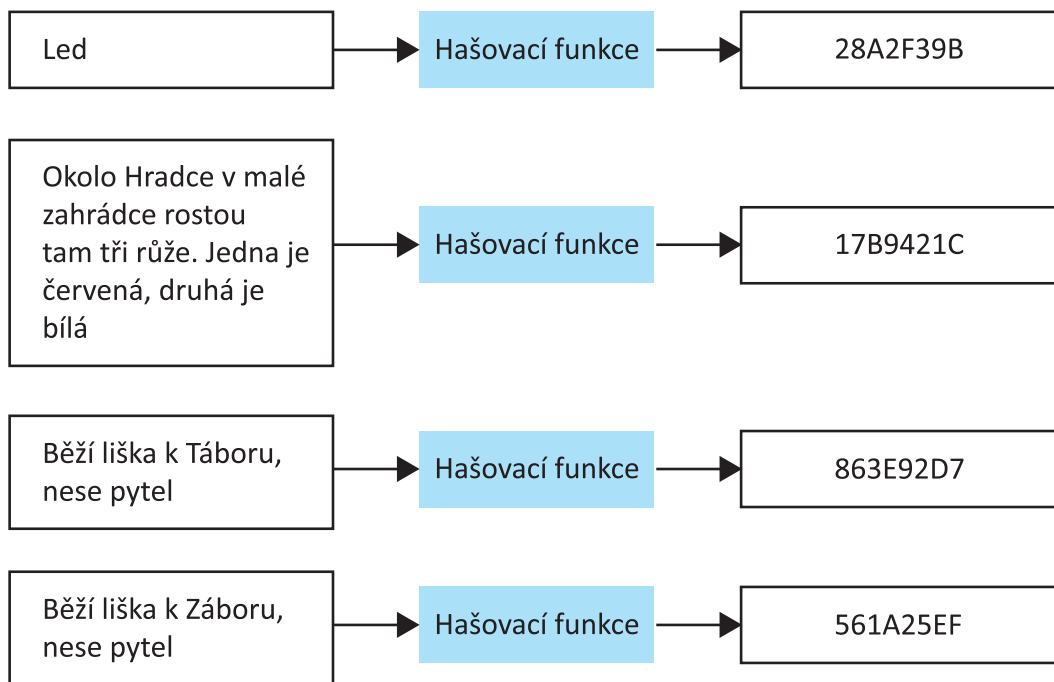 Led
Hašovací funkce
28A2F39B
Okolo Hradce v malé
zahrádce rostou
tam tři růže. Jedna je
červená, druhá je
bílá
Hašovací funkce
17B9421C
Běží liška k Táboru,
nese pytel
Hašovací funkce
863E92D7
Běží liška k Záboru,
nese pytel
Hašovací funkce
561A25EF